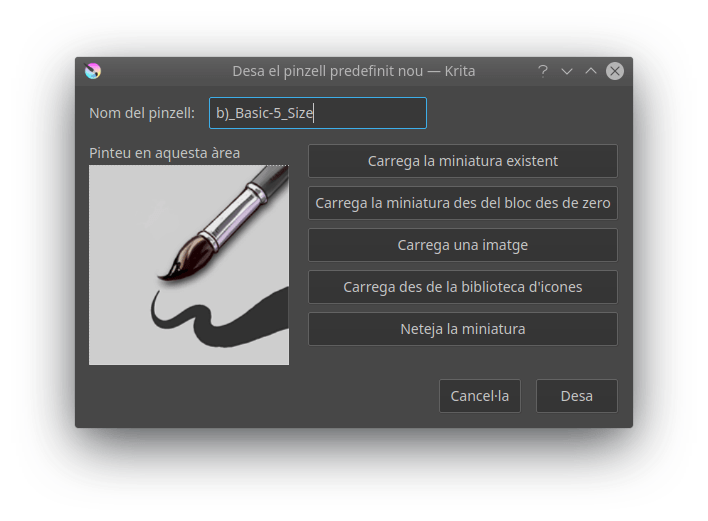 Desa el pinzell predefinit nou — Krita
Nom del pinzell: b)_Basic-5_Size
Pinteu en aquesta àrea
Carrega la miniatura existent
Carrega la miniatura des del bloc des de zero
Carrega una imatge
Carrega des de la biblioteca d'icones
Neteja la miniatura
Cancel·la
Desa